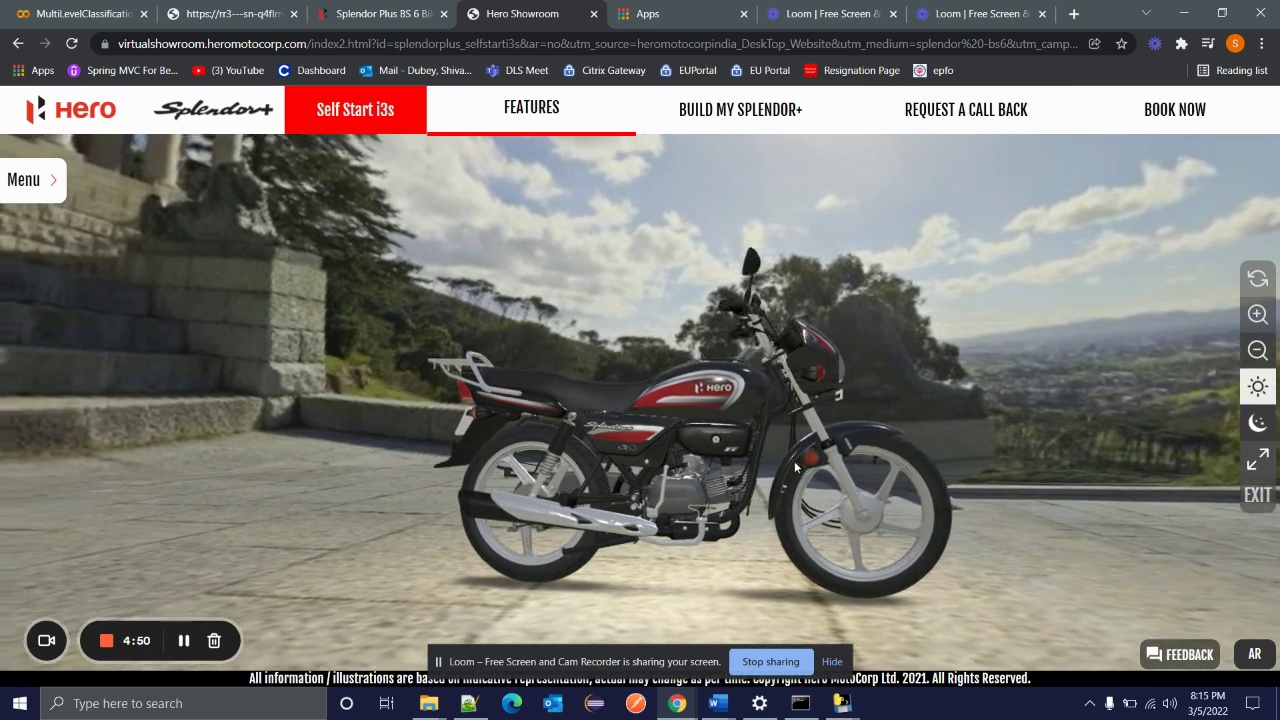 MultiLevelClassificatio
https://rr3---sn-q4flrn
Splendor Plus BS 6 Bik
Hero Showroom
Apps
Loom | Free Screen &
Loom | Free Screen &
virtualshowroom.heromotocorp.com/index2.html?id=splendorplus_selfstarti3s&at=no&utm_source=heromotocorpindia_DeskTop_Website&utm_medium=splendor%20-bs6&utm_camp...
S
Apps
Spring MVC For Be...
(3) YouTube
Dashboard
Mail - Dubey, Shiva...
DLS Meet
Citrix Gateway
EUPortal
EU Portal
Resignation Page
epfo
Reading list
Hero
Splendor+
Self Start i3s
FEATURES
BUILD MY SPLENDOR+
REQUEST A CALL BACK
BOOK NOW
Menu
Hero
Splendor+
EXIT
4:50
Loom – Free Screen and Cam Recorder is sharing your screen.
Stop sharing
Hide
FEEDBACK
AR
All information / illustrations are based on indicative representation, actual may change as per time. Copyright Hero MotoCorp Ltd. 2021. All Rights Reserved.
Type here to search
8:15 PM
3/5/2022